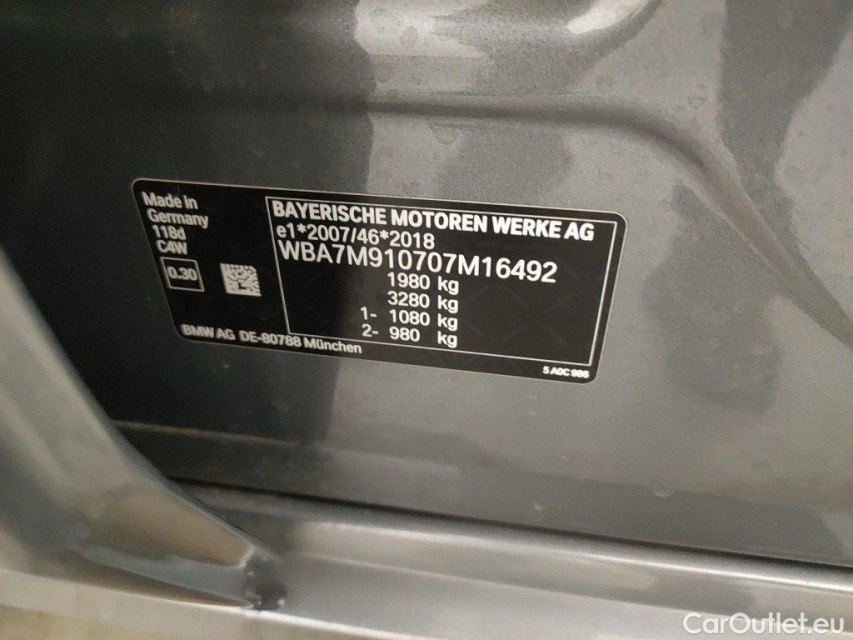 Made in
Germany
118d
C4W
0.30
BAYERISCHE MOTOREN WERKE AG
e1*2007/46*2018
WBA7M910707M16492
1980 kg
3280 kg
1- 1080 kg
2- 980 kg
BMW AG DE-80788 München
5 A0C 986
CarOutlet.eu